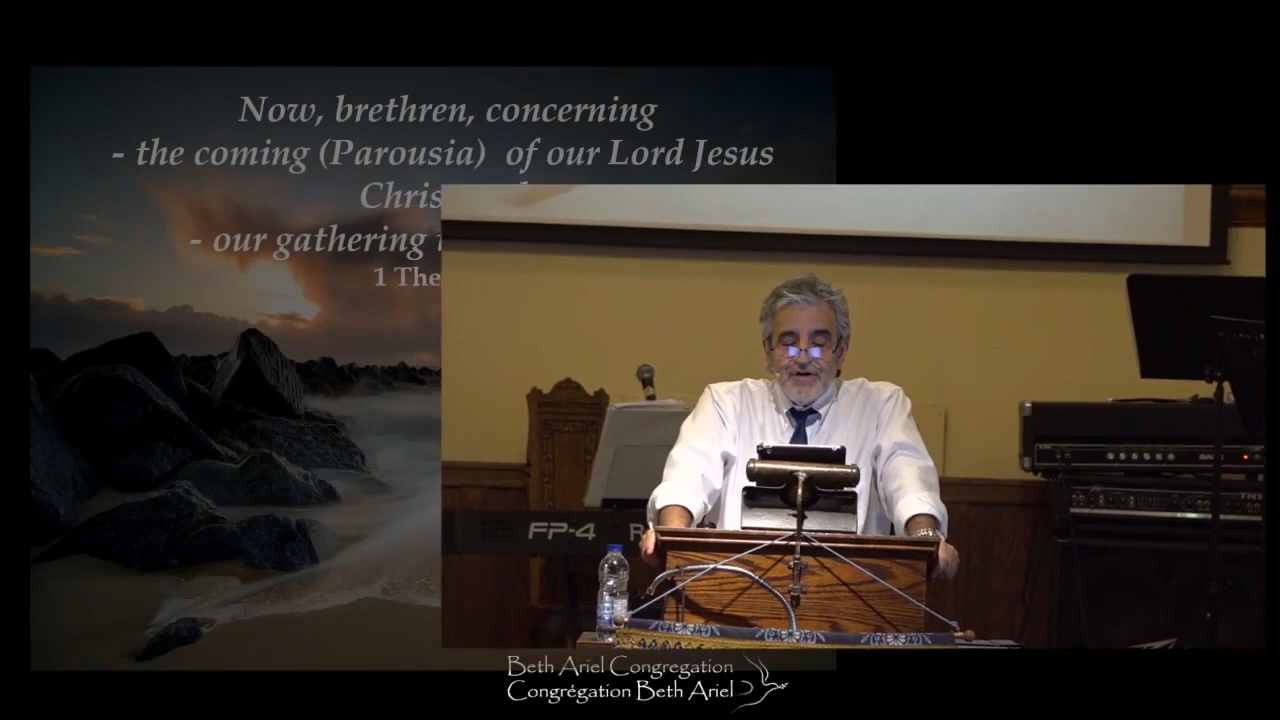 Now, brethren, concerning
- the coming (Parousia) of our Lord Jesus
Chris
- our gathering
1 The
FP-4
TNT
Beth Ariel Congregation
Congrégation Beth Ariel